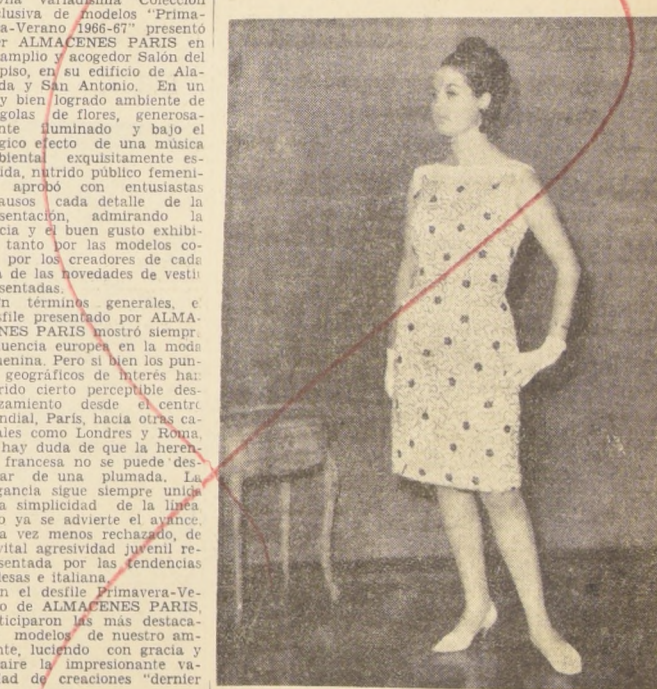 clusiva de modelos "Prima-
ra-Verano 1966-67" presentó
er ALMACENES PARIS en
amplio y acogedor Salón del
piso, en su edificio de Ala-
da y San Antonio. En un
y bien logrado ambiente de
golas de flores, generosa-
nte iluminado y bajo el
gico efecto de una música
biental exquisitamente es-
ida, nutrido público femeni-
aprobó con entusiastas
ausos cada detalle de la
sentación, admirando la
cia y el buen gusto exhibi-
tanto por las modelos co-
por los creadores de cada
a de las novedades de vesti
sentadas.
n términos generales, e
sfile presentado por ALMA-
NES PARIS mostró siempr
uencia europea en la moda
menina. Pero si bien los pun-
geográficos de interés han
rido cierto perceptible des-
zamiento desde el centro
ndial, París, hacia otras ca-
ales como Londres y Roma,
hay duda de que la heren-
francesa no se puede des-
ar de una plumada. La
gancia sigue siempre unida
a simplicidad de la línea
o ya se advierte el avance,
a vez menos rechazado, de
vital agresividad juvenil re-
sentada por las tendencias
lesas e italiana.
n el desfile Primavera-Ve-
o de ALMACENES PARIS,
ticiparon las más destaca-
modelos de nuestro am-
nte, luciendo con gracia y
aire la impresionante va-
ad de creaciones "dernier